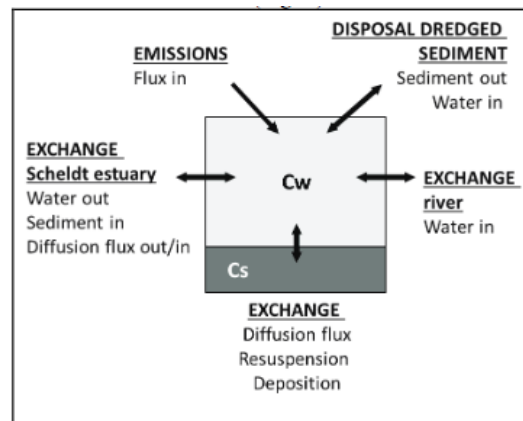 EMISSIONS
Flux in
DISPOSAL DREDGED
SEDIMENT
Sediment out
Water in
EXCHANGE
Scheldt estuary
Water out
Sediment in
Diffusion flux out/in
Cw
EXCHANGE
river
Water in
Cs
EXCHANGE
Diffusion flux
Resuspension
Deposition